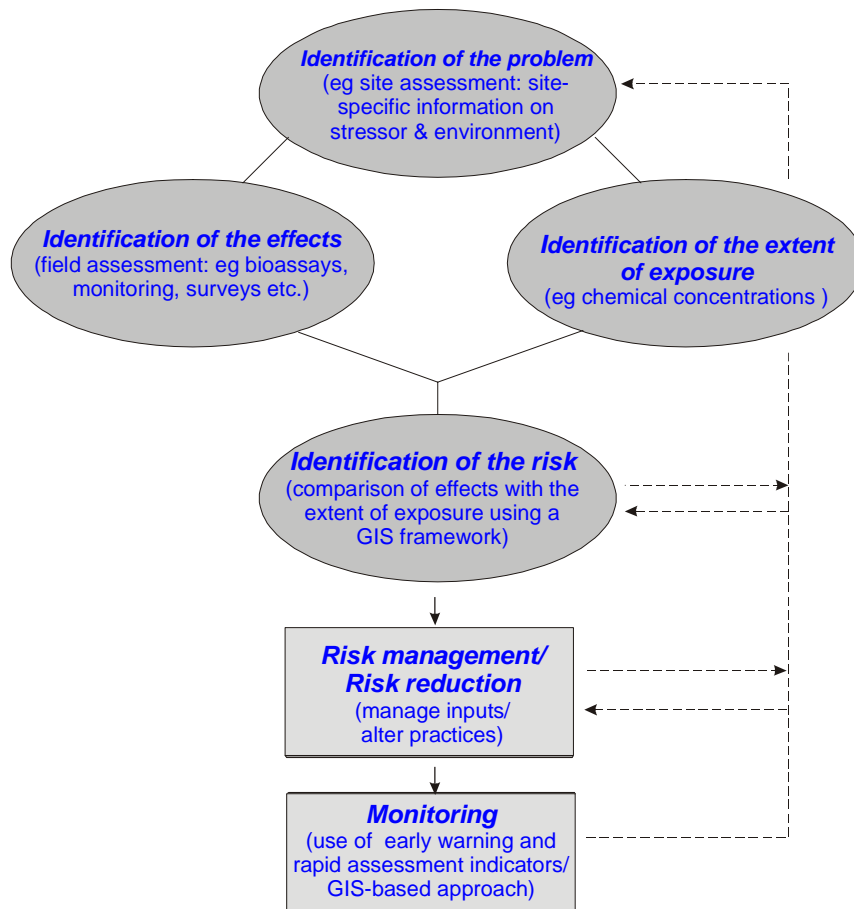 Identification of the problem
(eg site assessment: site-
specific information on
stressor & environment)
Identification of the effects
(field assessment: eg bioassays,
monitoring, surveys etc.)
Identification of the extent
of exposure
(eg chemical concentrations )
Identification of the risk
(comparison of effects with the
extent of exposure using a
GIS framework)
Risk management/
Risk reduction
(manage inputs/
alter practices)
Monitoring
(use of early warning and
rapid assessment indicators/
GIS-based approach)